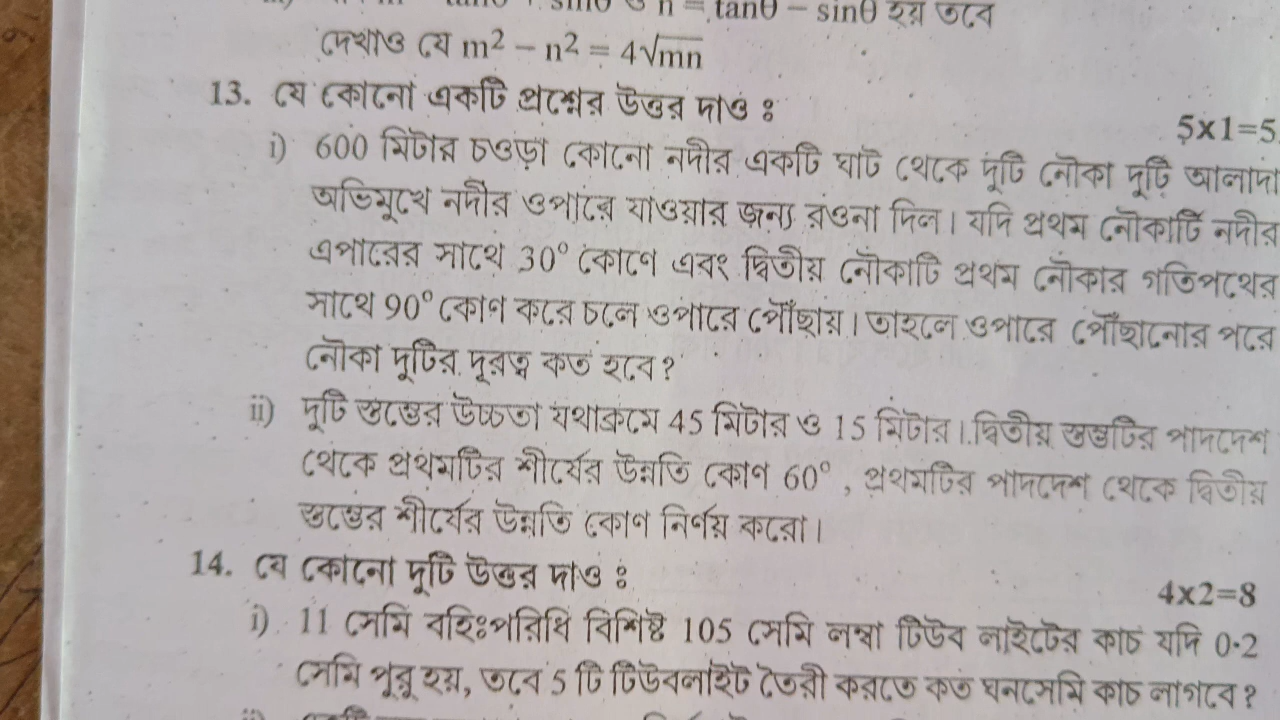 n = tanθ – sinθ হয় তবে
দেখাও যে m² – n² = 4√mn
13. যে কোনো একটি প্রশ্নের উত্তর দাও ঃ
5x1=5
i) 600 মিটার চওড়া কোনো নদীর একটি ঘাট থেকে দুটি নৌকা দুটি আলাদা
অভিমুখে নদীর ওপারে যাওয়ার জন্য রওনা দিল। যদি প্রথম নৌকাটি নদীর
এপারের সাথে 30° কোণে এবং দ্বিতীয় নৌকাটি প্রথম নৌকার গতিপথের
সাথে 90° কোণ করে চলে ওপারে পৌঁছায়। তাহলে ওপারে পৌঁছানোর পরে
নৌকা দুটির দূরত্ব কত হবে?
ii) দুটি স্তম্ভের উচ্চতা যথাক্রমে 45 মিটার ও 15 মিটার। দ্বিতীয় স্তম্ভটির পাদদেশ
থেকে প্রথমটির শীর্ষের উন্নতি কোণ 60°, প্রথমটির পাদদেশ থেকে দ্বিতীয়
স্তম্ভের শীর্ষের উন্নতি কোণ নির্ণয় করো।
14. যে কোনো দুটি উত্তর দাও ঃ
4x2=8
i) 11 সেমি বহিঃপরিধি বিশিষ্ট 105 সেমি লম্বা টিউব লাইটের কাচ যদি 0·2
সেমি পুরু হয়, তবে 5 টি টিউবলাইট তৈরী করতে কত ঘনসেমি কাচ লাগবে?